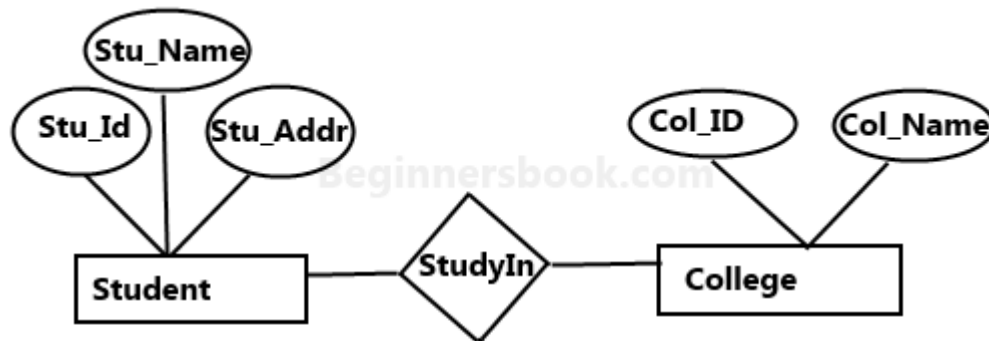 Stu_Name
Stu_Id
Stu_Addr
Col_ID
Col_Name
Beginnersbook.com
Student
StudyIn
College